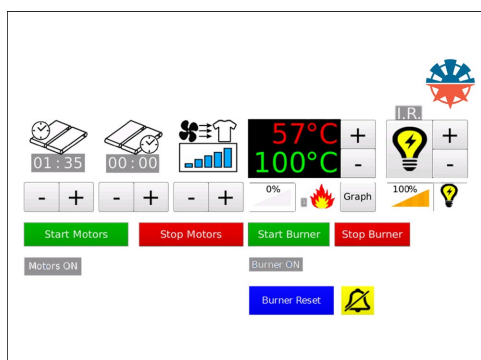 I.R.
57°C
+
+
01:35
00:00
100°C
-
-
-
+
-
+
-
+
0%
Graph
100%
Start Motors
Stop Motors
Start Burner
Stop Burner
Motors ON
Burner ON
Burner Reset